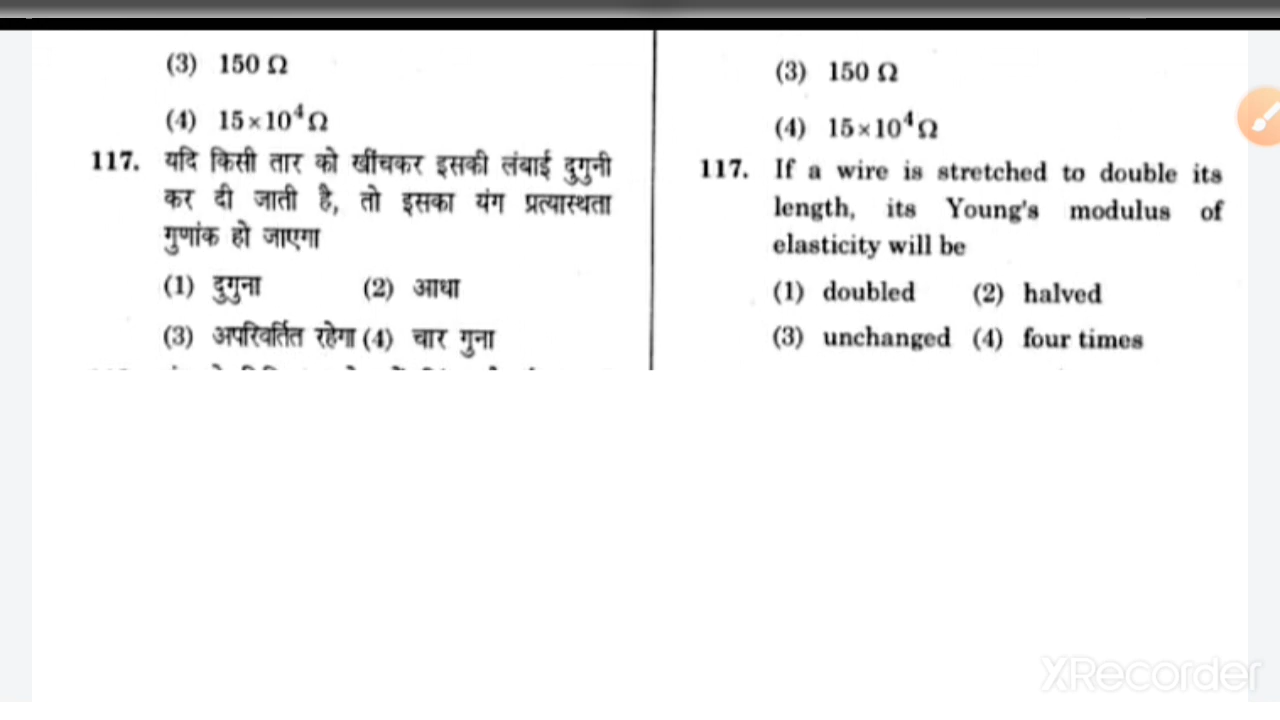 (3) 150 Ω
(4) 15×10⁴Ω
117. यदि किसी तार को खींचकर इसकी लंबाई दुगुनी
कर दी जाती है, तो इसका यंग प्रत्यास्थता
गुणांक हो जाएगा
(1) दुगुना (2) आधा
(3) अपरिवर्तित रहेगा (4) चार गुना
(3) 150 Ω
(4) 15×10⁴Ω
117. If a wire is stretched to double its
length, its Young's modulus of
elasticity will be
(1) doubled (2) halved
(3) unchanged (4) four times
XRecorder